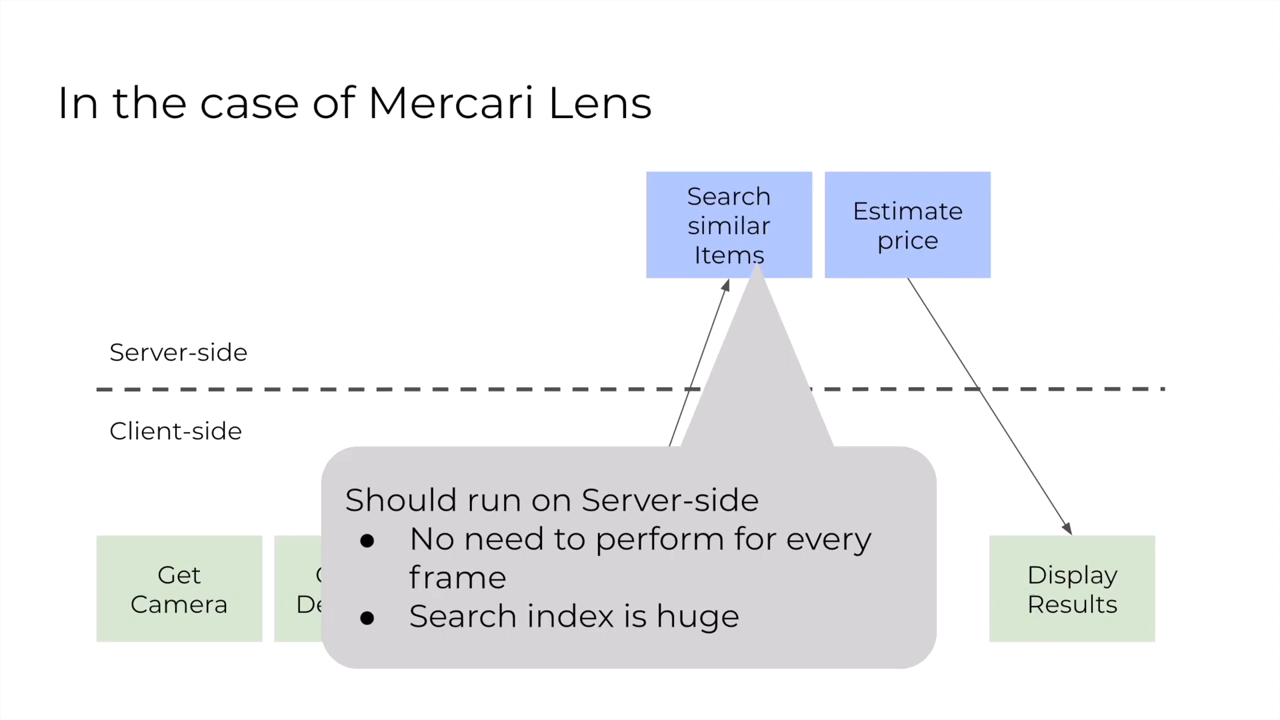 In the case of Mercari Lens
Search
similar
Items
Estimate
price
Server-side
Client-side
Should run on Server-side
● No need to perform for every
frame
● Search index is huge
Get
Camera
Display
Results